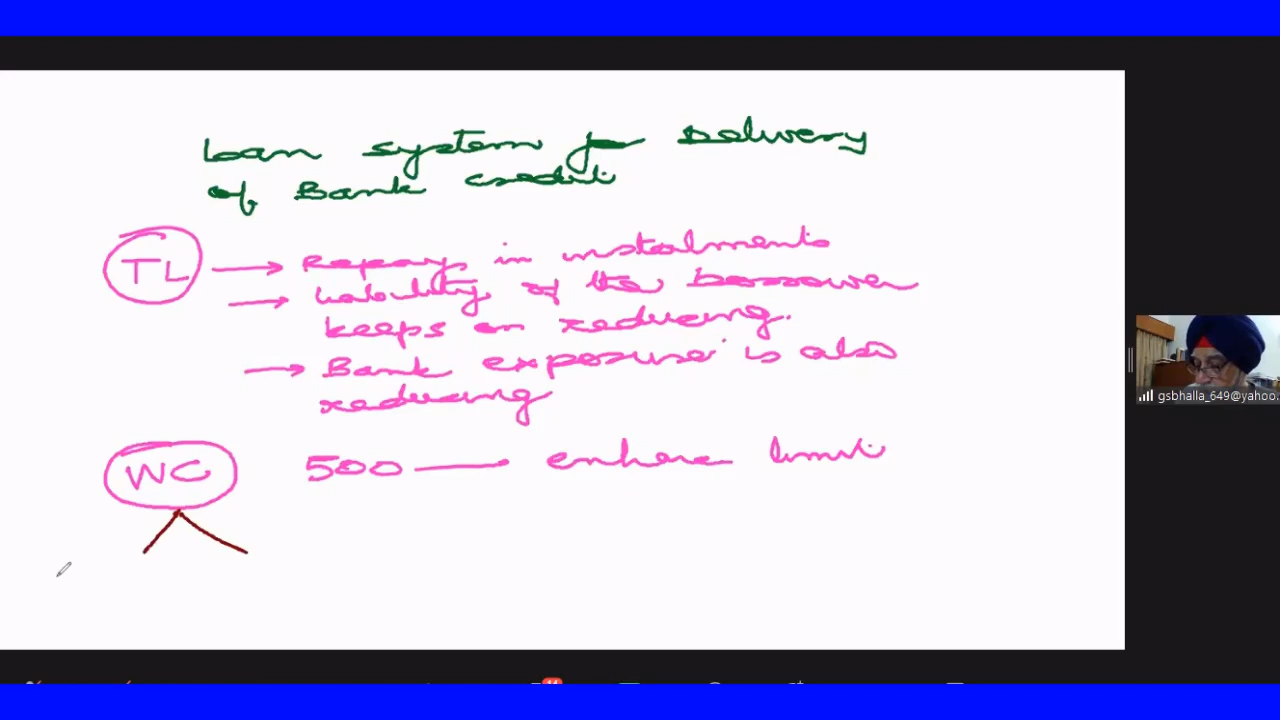 Loan system for Delivery
of Bank credit
TL → Repay in instalments
→ Liability of the borrower
keeps on reducing.
→ Bank exposure is also
reducing
WC 500 — enhance limit
gsbhalla_649@yahoo.